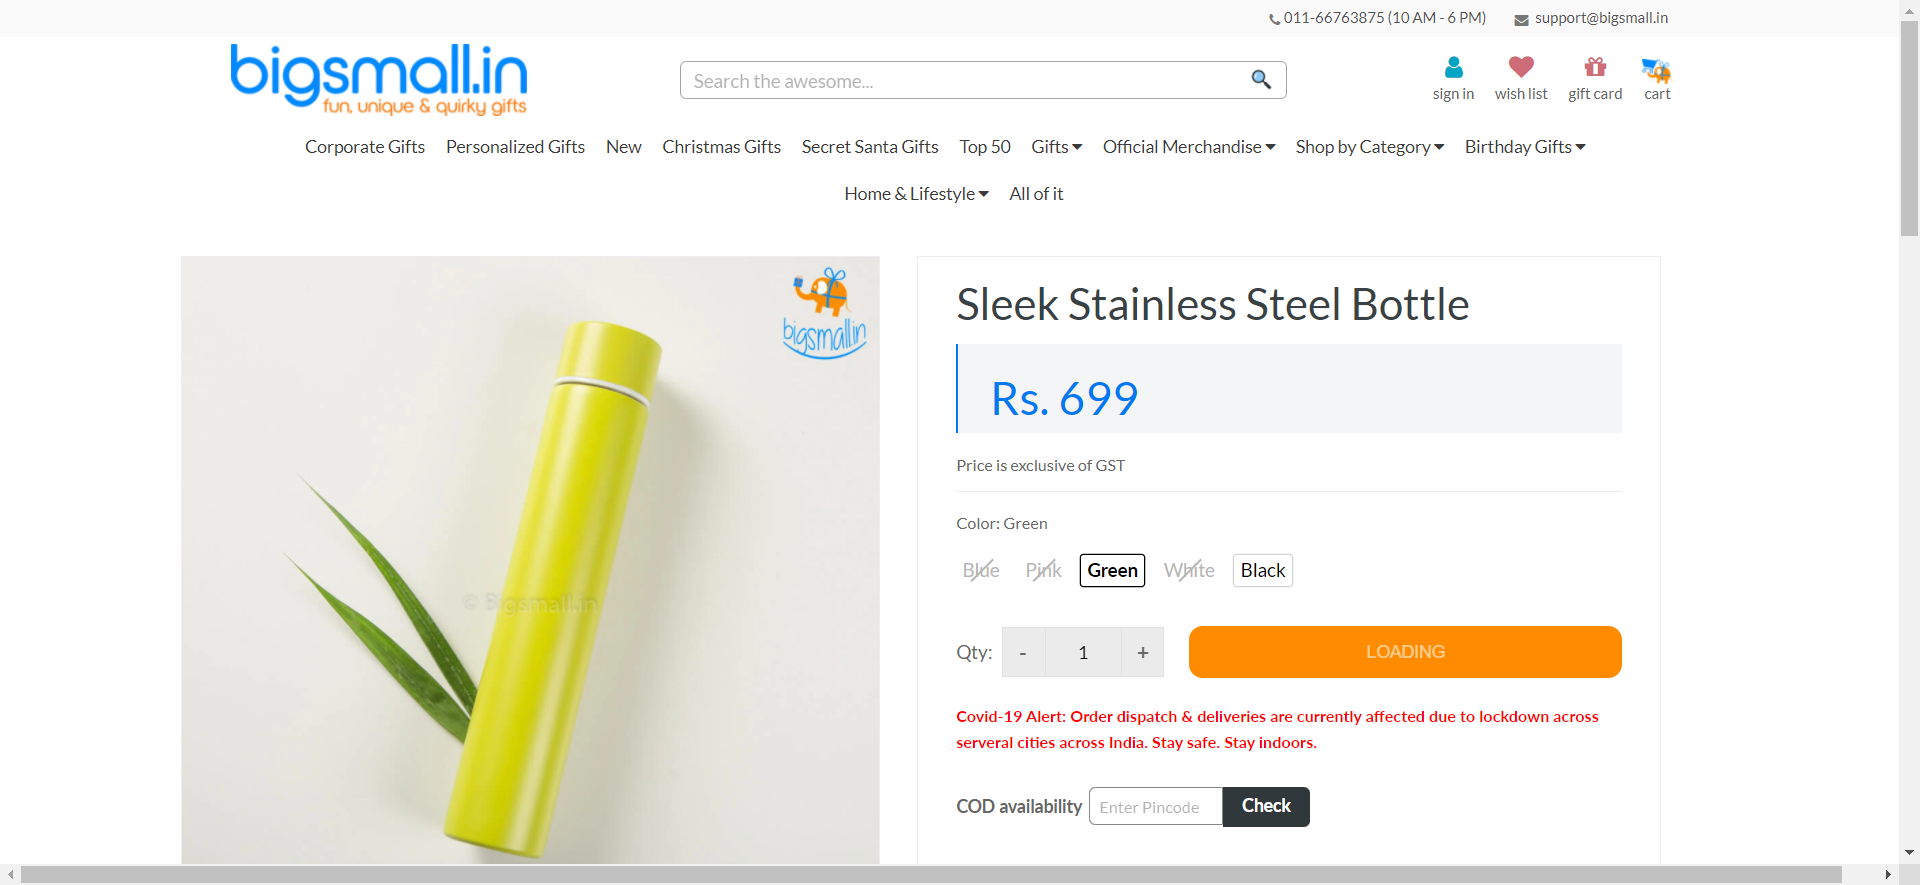 011-66763875 (10 AM - 6 PM) support@bigsmall.in
bigsmall.in
fun, unique & quirky gifts
Search the awesome...
sign in wish list gift card cart
Corporate Gifts Personalized Gifts New Christmas Gifts Secret Santa Gifts Top 50 Gifts Official Merchandise Shop by Category Birthday Gifts
Home & Lifestyle All of it
bigsmall.in
© Bigsmall.in
Sleek Stainless Steel Bottle
Rs. 699
Price is exclusive of GST
Color: Green
Blue Pink Green White Black
Qty: - 1 + LOADING
Covid-19 Alert: Order dispatch & deliveries are currently affected due to lockdown across
serveral cities across India. Stay safe. Stay indoors.
COD availability Enter Pincode Check